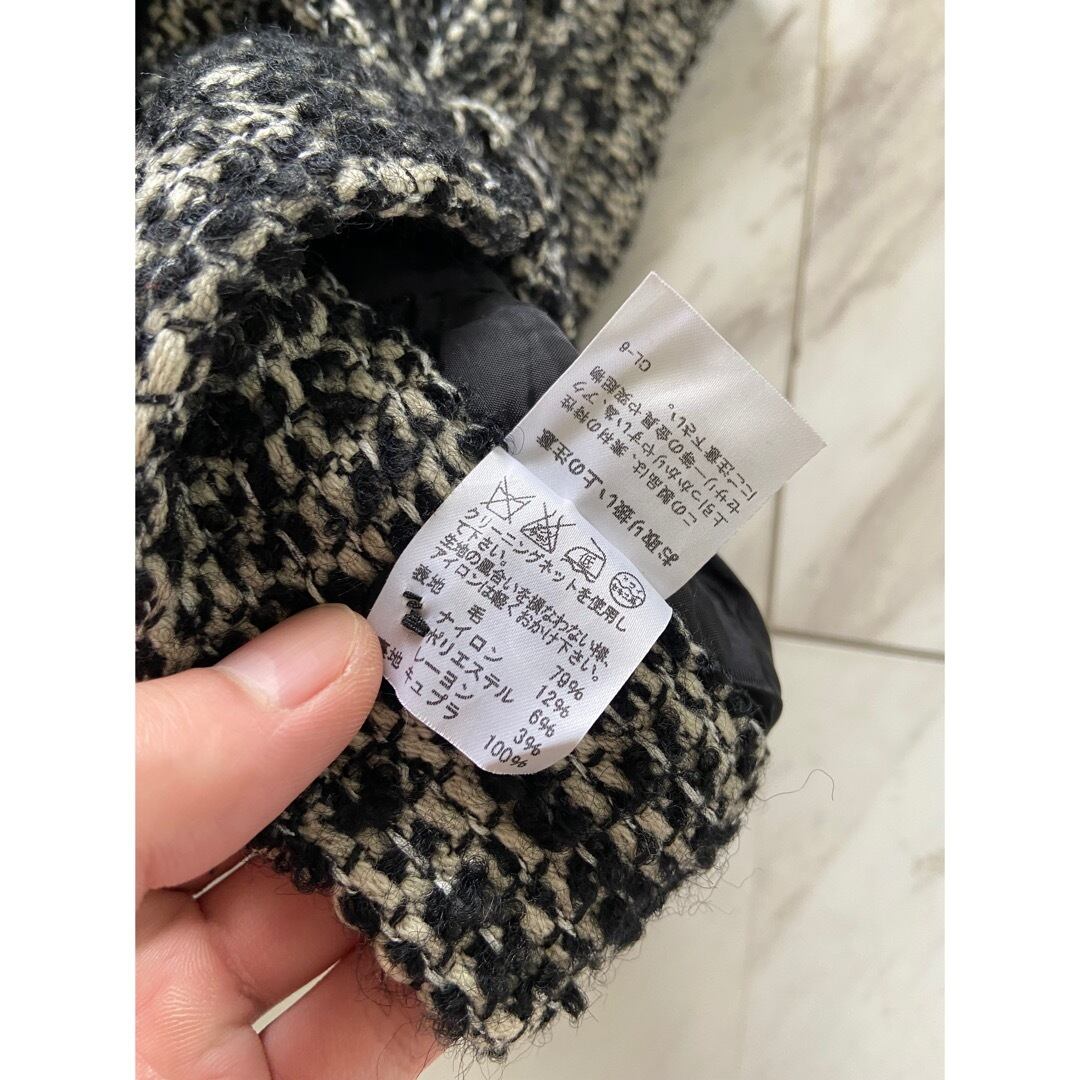 クリーニングネットを使用し
て下さい。
生地の風合いを損なわない様、
アイロンは軽くおかけ下さい。
表地
毛 79%
ナイロン 12%
ポリエステル 6%
レーヨン 3%
地 キュプラ 100%
お取り扱い上の注意
この製品は、素材の特性
上引っかかりやすい為、アク
セサリー等の金具や突起物
にご注意下さい。
CL-6